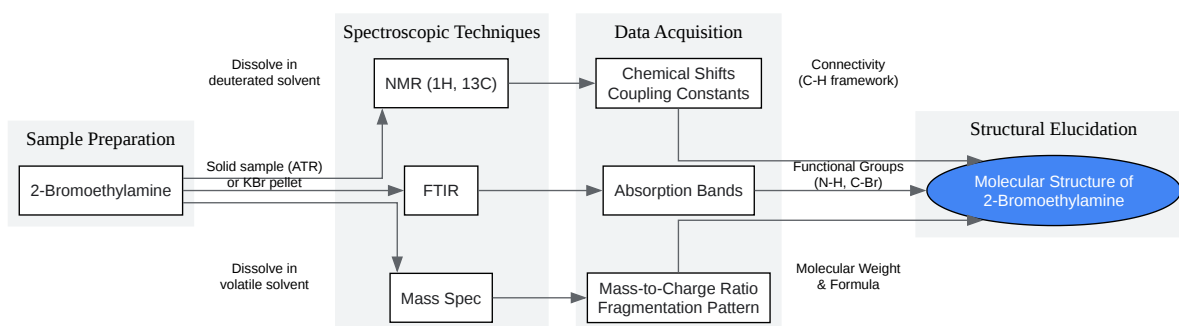 Spectroscopic Techniques
Data Acquisition
Dissolve in
deuterated solvent
NMR (1H, 13C)
Chemical Shifts
Coupling Constants
Connectivity
(C-H framework)
Sample Preparation
Structural Elucidation
2-Bromoethylamine
Solid sample (ATR)
or KBr pellet
FTIR
Absorption Bands
Functional Groups
(N-H, C-Br)
Molecular Structure of
2-Bromoethylamine
Dissolve in
volatile solvent
Mass Spec
Mass-to-Charge Ratio
Fragmentation Pattern
Molecular Weight
& Formula